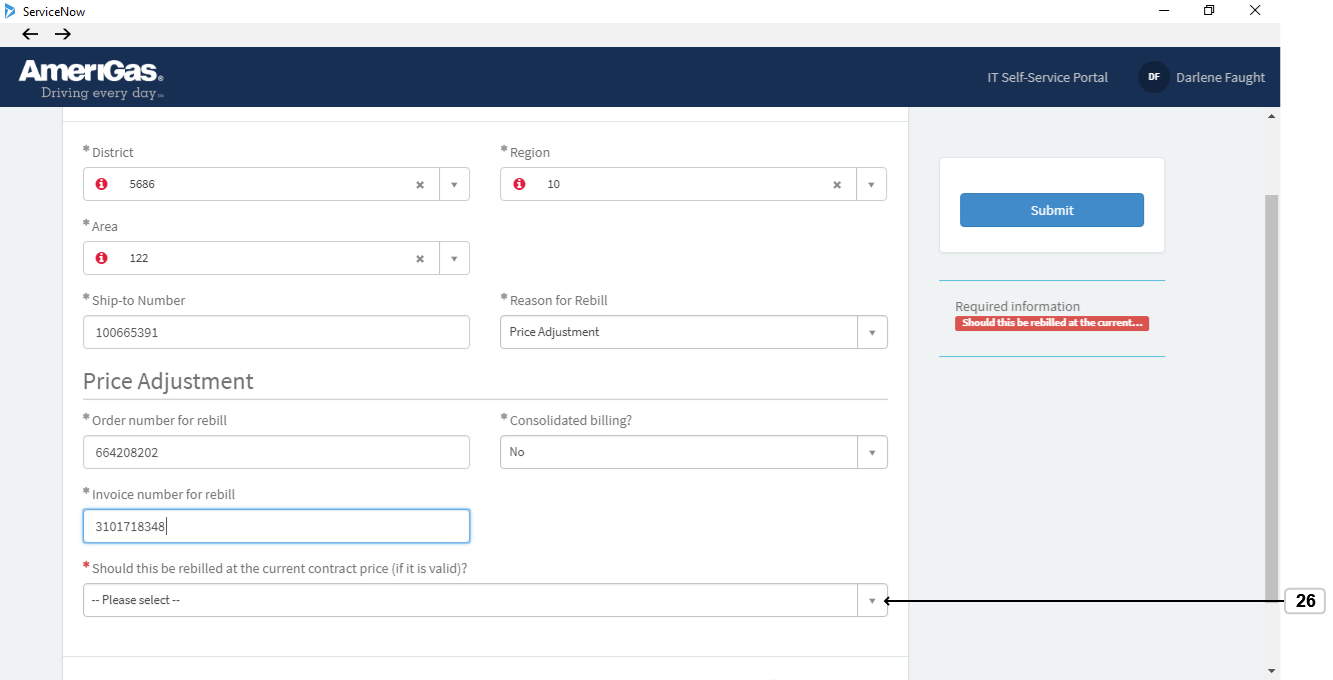 ServiceNow
AmeriGas®
Driving every day
IT Self-Service Portal
DF
Darlene Faught
* District
* Region
5686
10
Submit
* Area
122
* Ship-to Number
* Reason for Rebill
Required information
Should this be rebilled at the current...
100665391
Price Adjustment
Price Adjustment
* Order number for rebill
* Consolidated billing?
664208202
No
* Invoice number for rebill
3101718348
* Should this be rebilled at the current contract price (if it is valid)?
-- Please select --
26